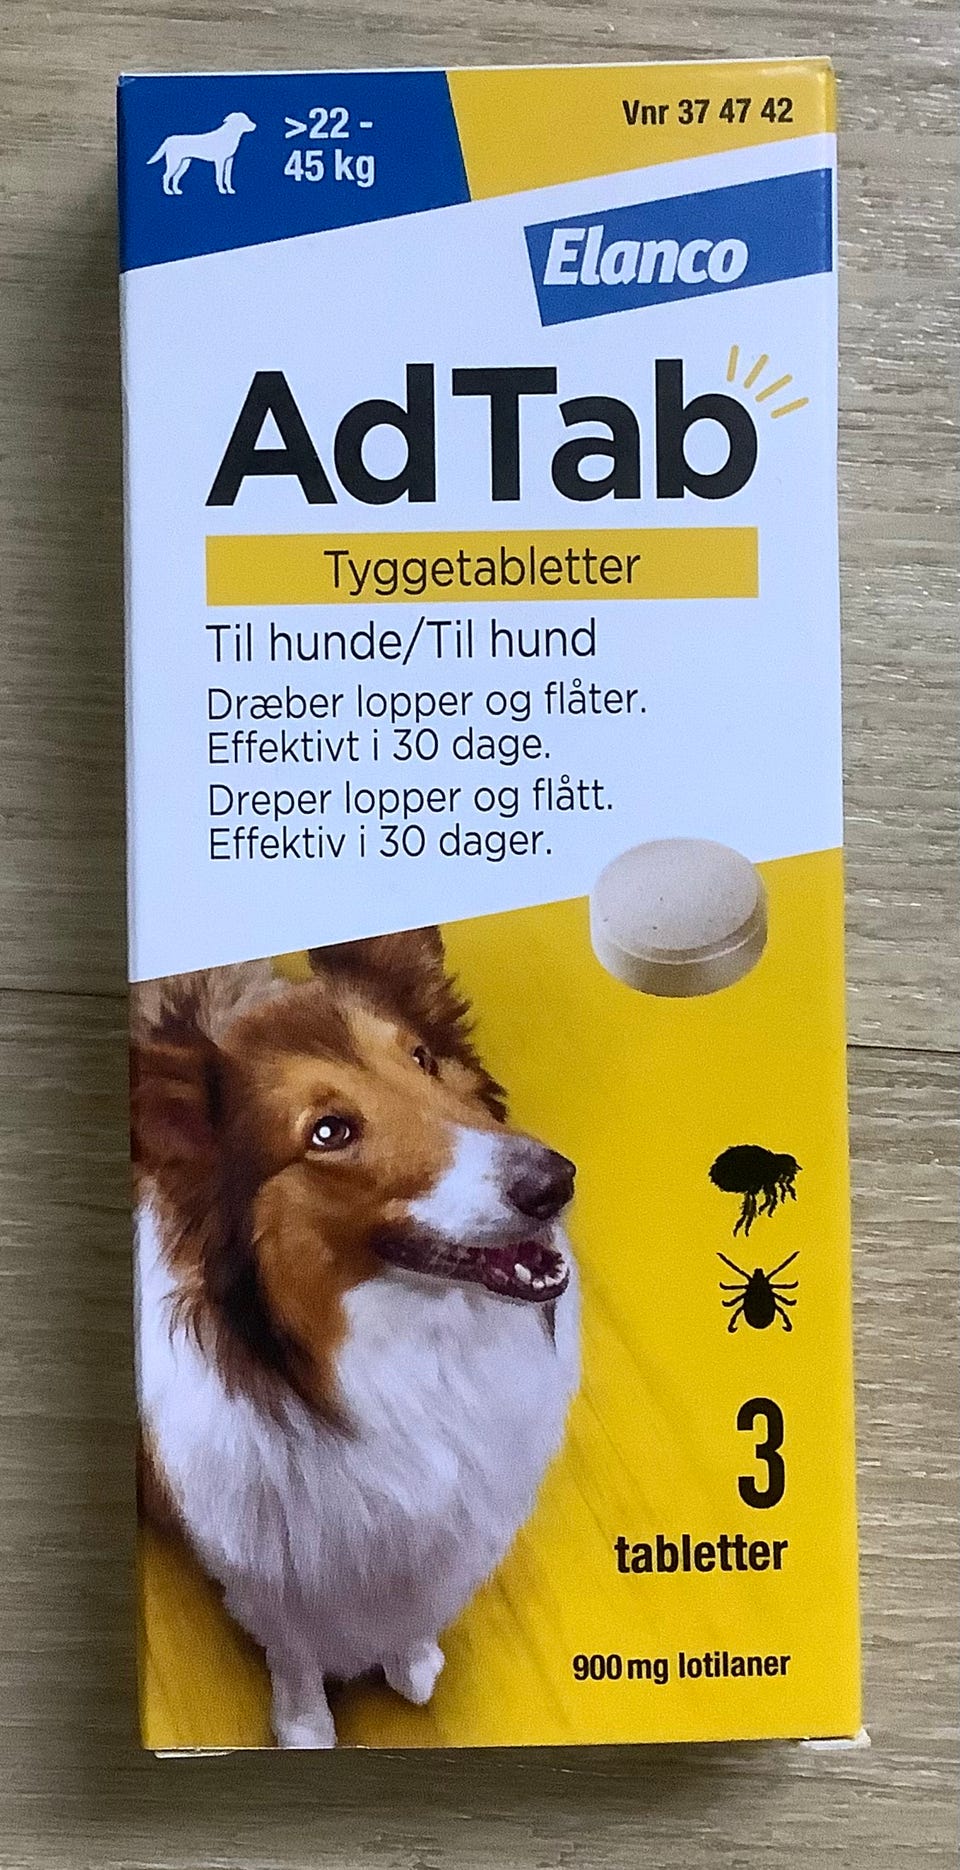 >22 -
45 kg
Vnr 37 47 42
Elanco
AdTab
Tyggetabletter
Til hunde/Til hund
Dræber lopper og flåter.
Effektivt i 30 dage.
Dreper lopper og flått.
Effektiv i 30 dager.
3
tabletter
900 mg lotilaner